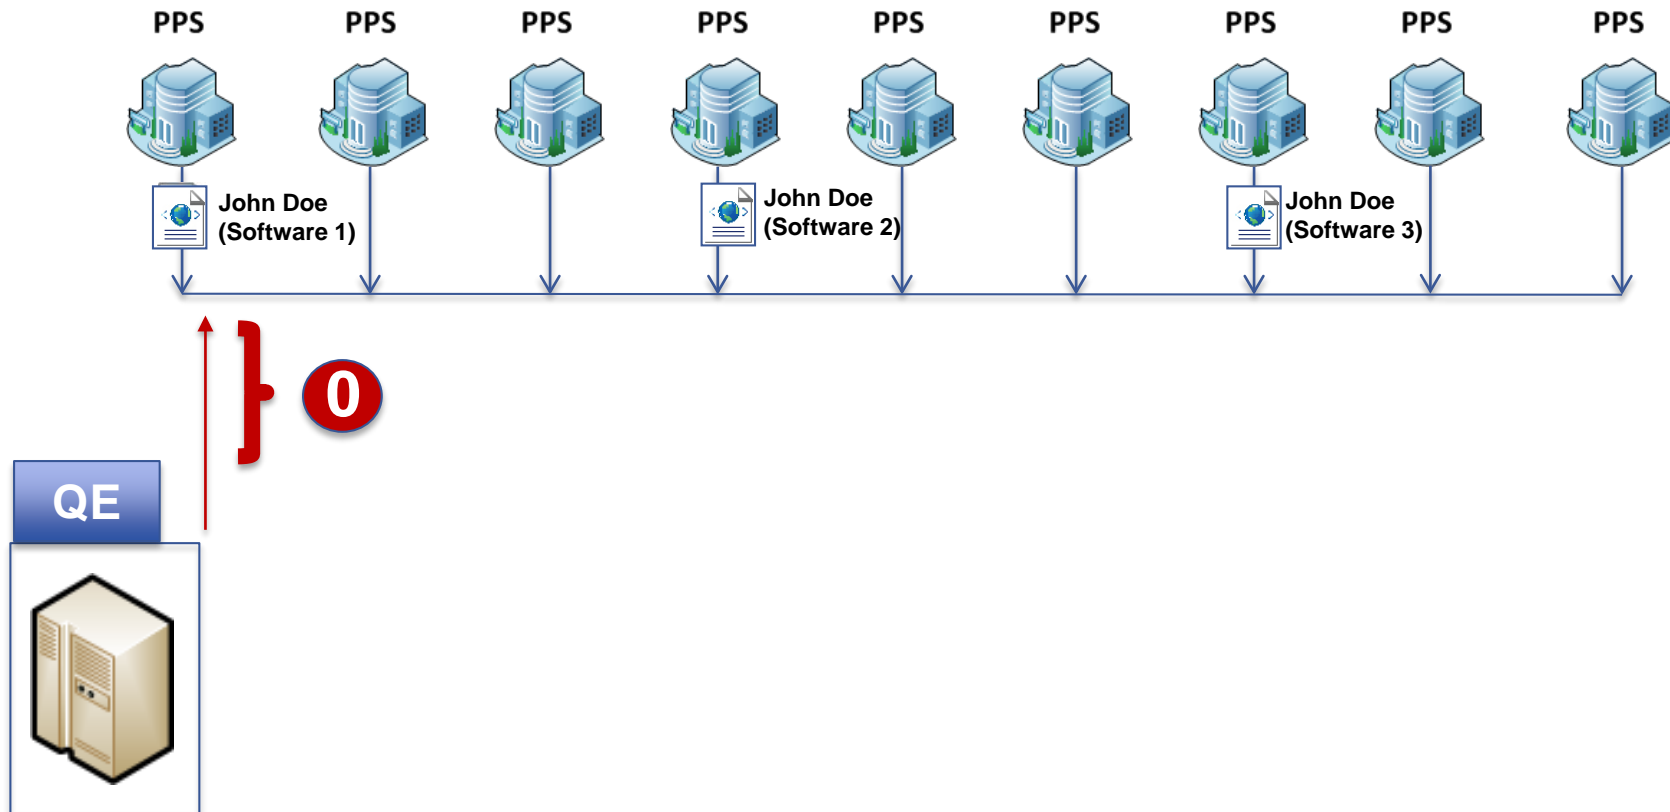 PPS PPS PPS PPS PPS PPS PPS PPS PPS
John Doe
(Software 1)
John Doe
(Software 2)
John Doe
(Software 3)
0
QE